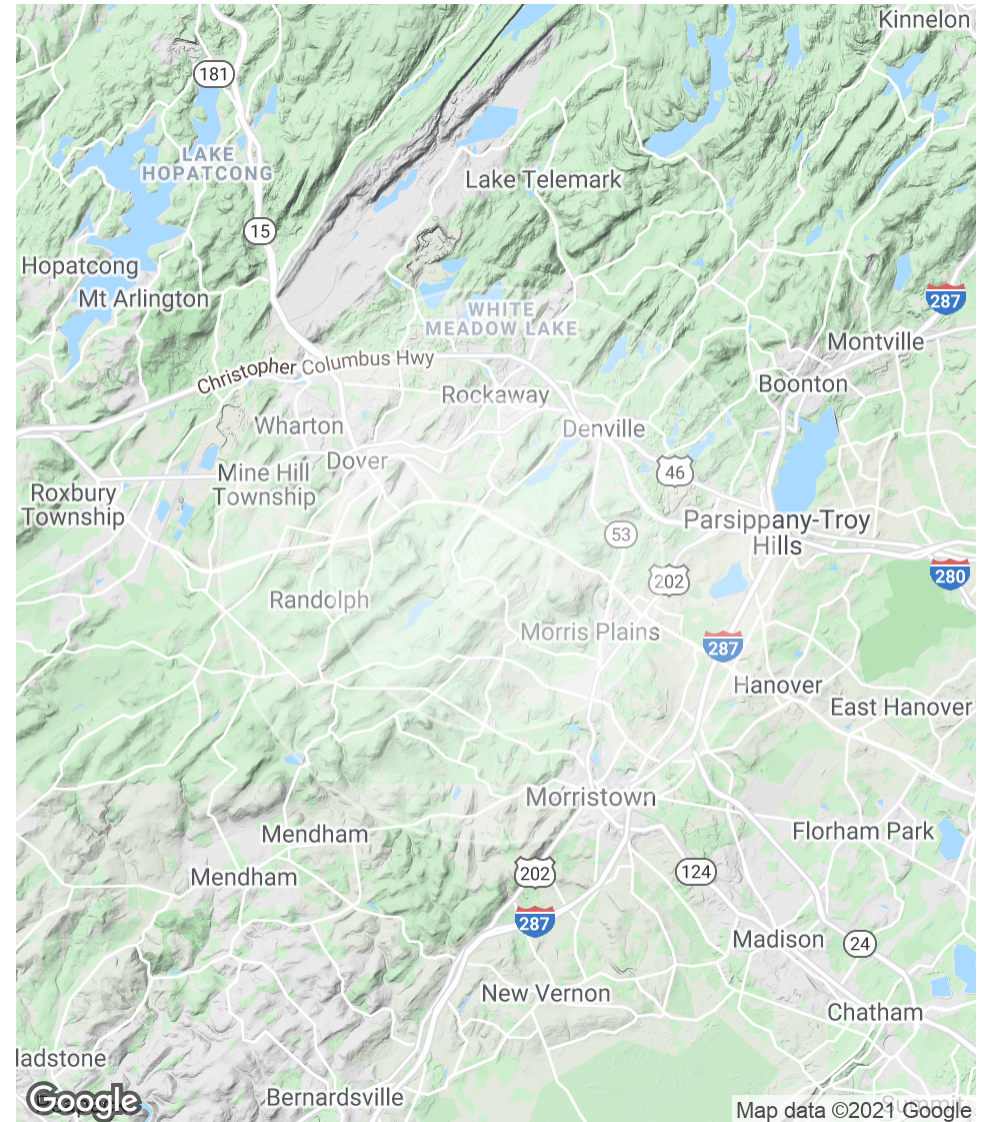 Kinnelon
181
LAKE
HOPATCONG
Lake Telemark
15
Hopatcong
Mt Arlington
287
WHITE
MEADOW LAKE
Montville
Christopher Columbus Hwy
Boonton
Rockaway
Wharton
Denville
Dover
46
Mine Hill
Township
Roxbury
Township
Parsippany-Troy
Hills
53
280
202
Randolph
Morris Plains
287
Hanover
East Hanover
Morristown
Mendham
Florham Park
202
124
Mendham
287
Madison
24
New Vernon
Chatham
ladstone
Bernardsville
Google
Summit
Map data ©2021 Google